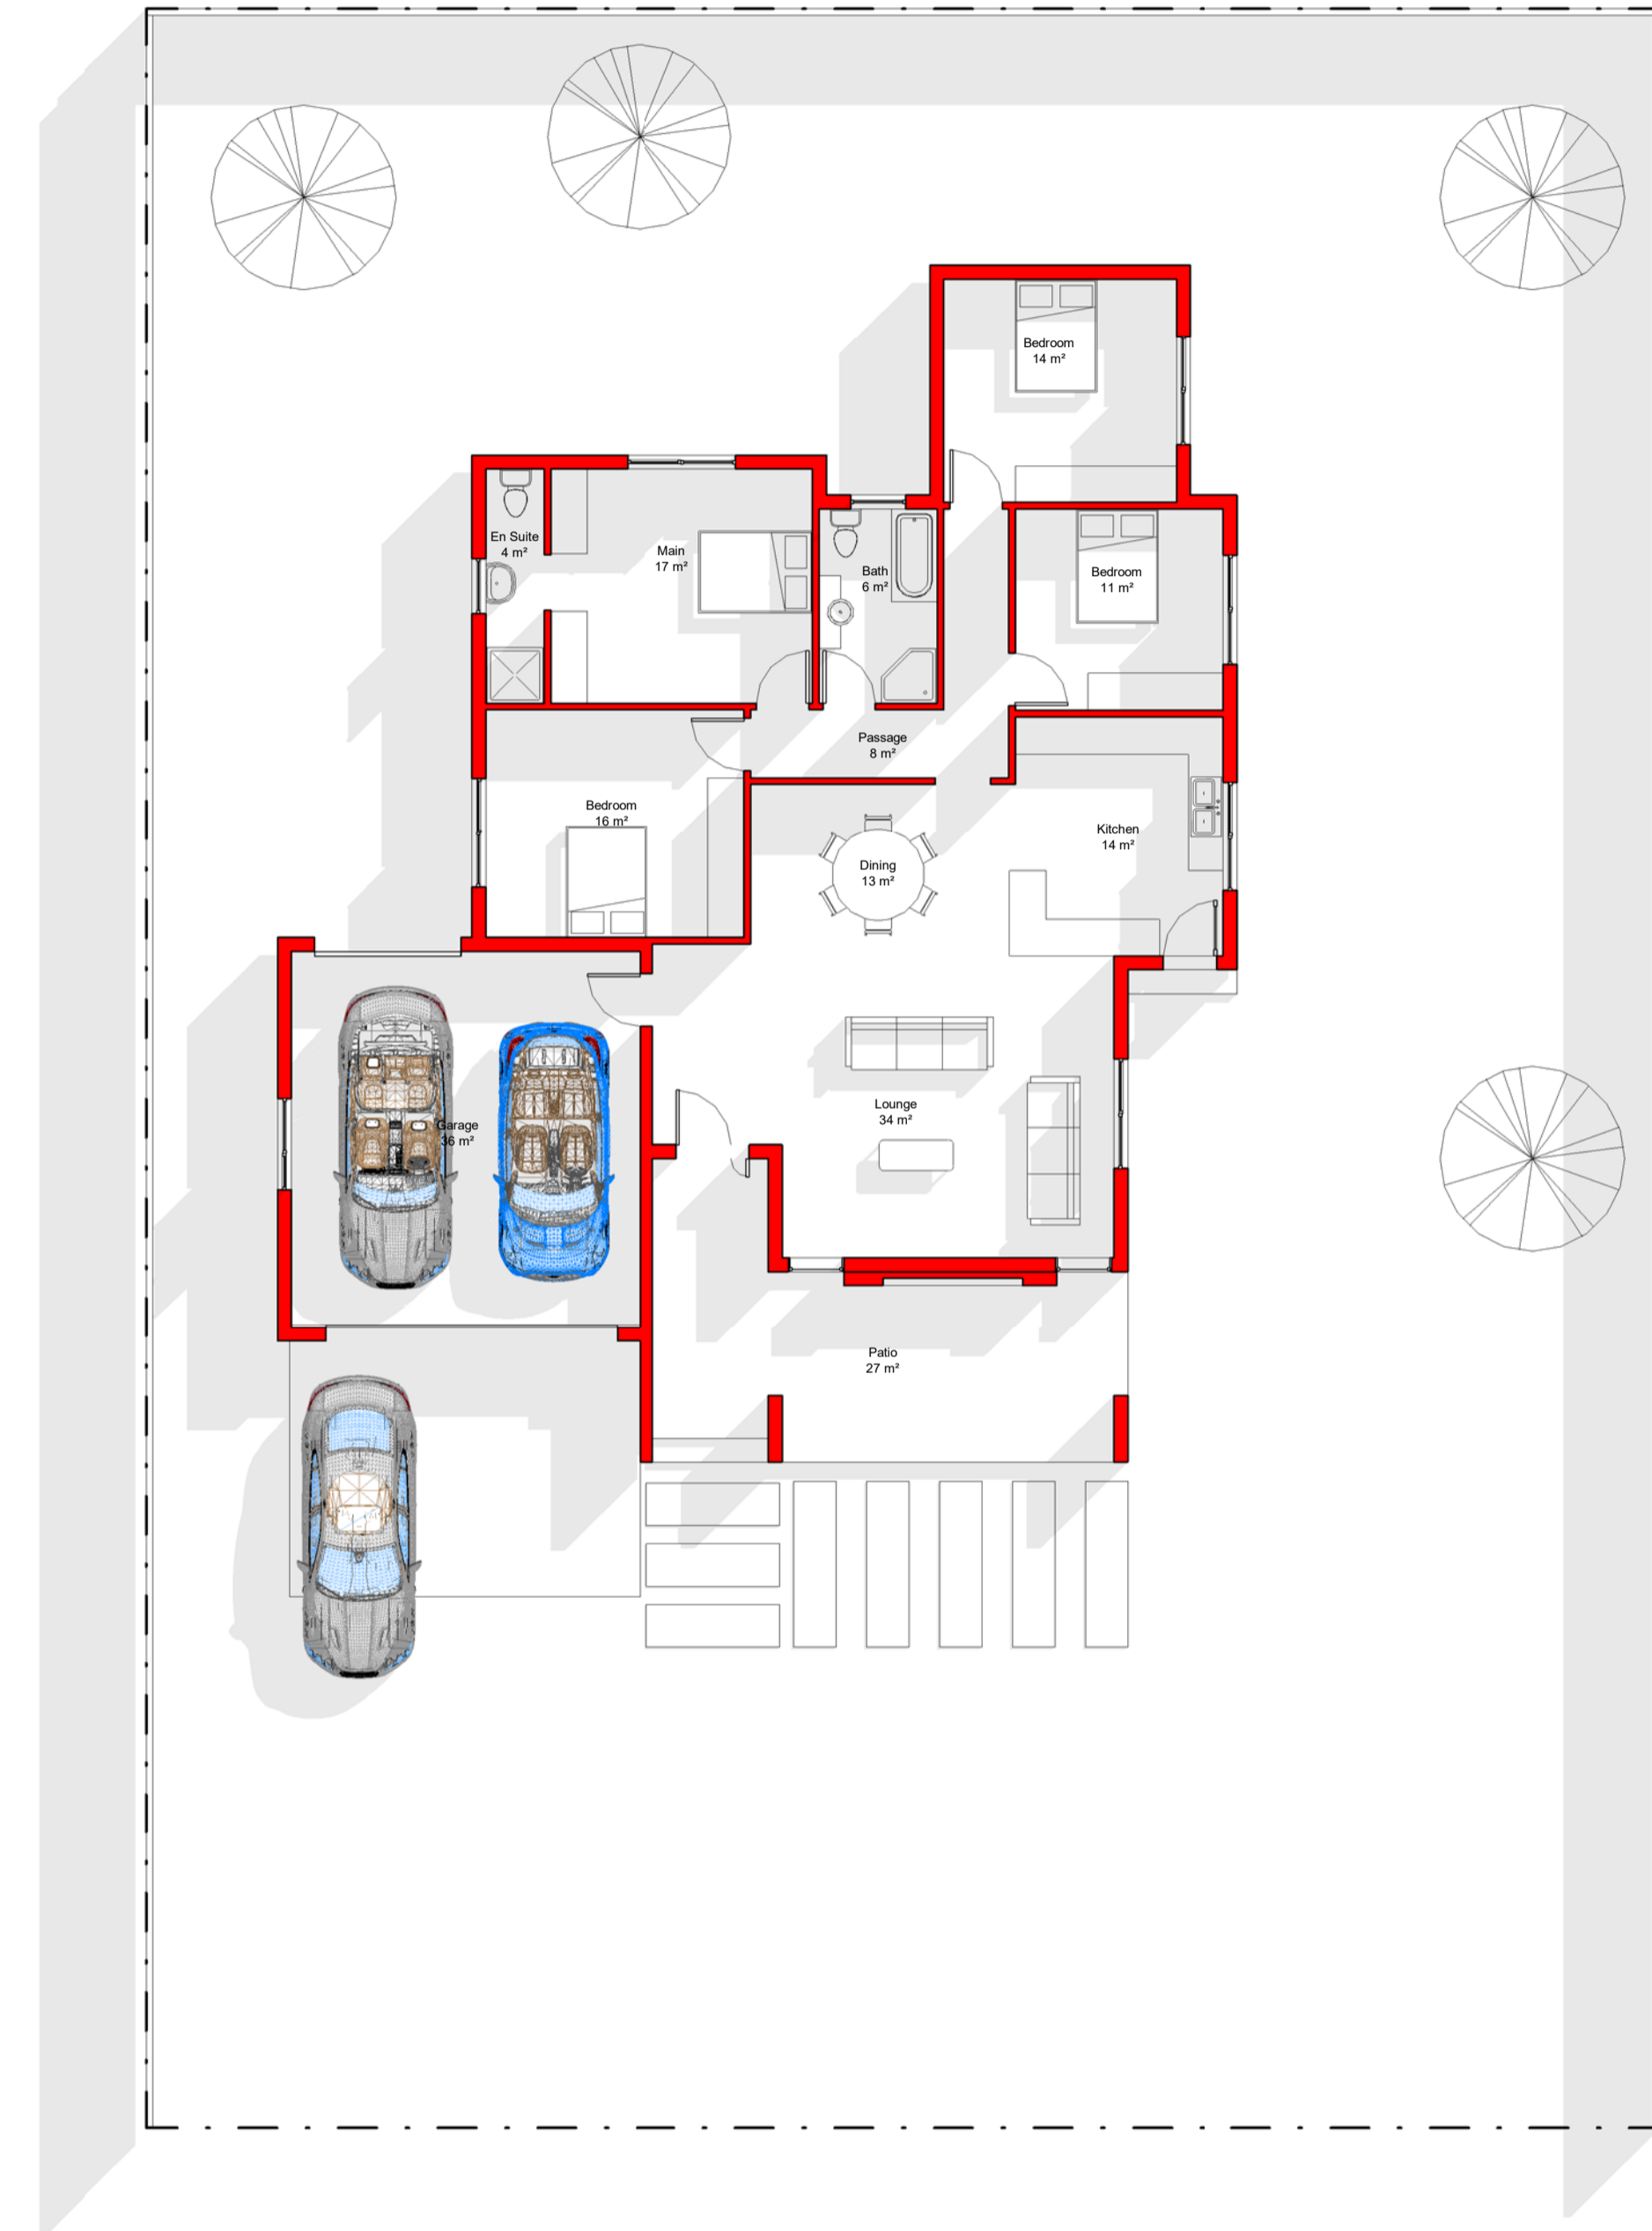 Bedroom
14 m²
En Suite
4 m²
Main
17 m²
Bath
6 m²
Bedroom
11 m²
Passage
8 m²
Bedroom
16 m²
Kitchen
14 m²
Dining
13 m²
Lounge
34 m²
Garage
36 m²
Patio
27 m²